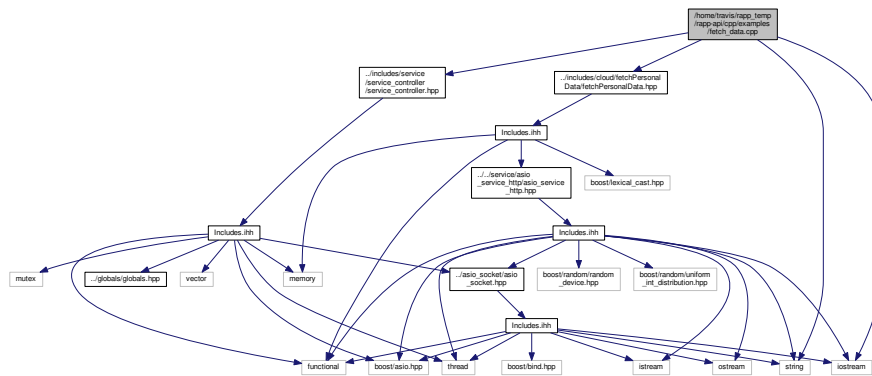 /home/travis/rapp_temp
/rapp-api/cpp/examples
/fetch_data.cpp
../includes/service
/service_controller
/service_controller.hpp
../includes/cloud/fetchPersonal
Data/fetchPersonalData.hpp
Includes.ihh
../../service/asio
_service_http/asio_service
_http.hpp
boost/lexical_cast.hpp
Includes.ihh
Includes.ihh
mutex
../globals/globals.hpp
vector
memory
../asio_socket/asio
_socket.hpp
boost/random/random
_device.hpp
boost/random/uniform
_int_distribution.hpp
Includes.ihh
functional
boost/asio.hpp
thread
boost/bind.hpp
istream
ostream
string
iostream